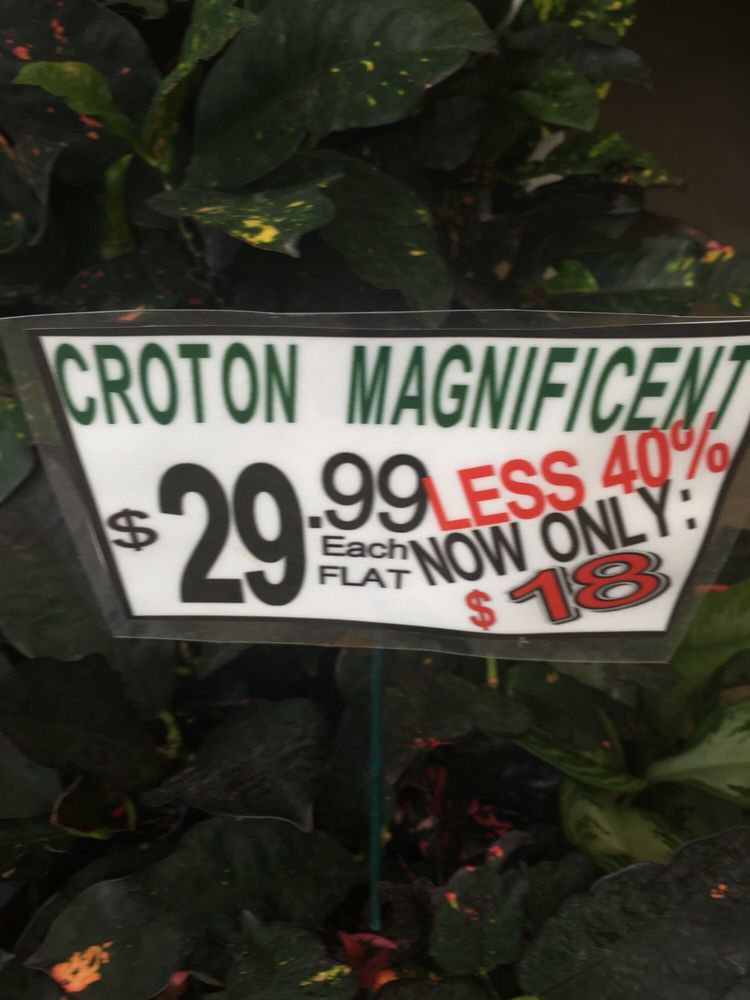 CROTON MAGNIFICENT
$29.99 Each FLAT
LESS 40%
NOW ONLY:
$18